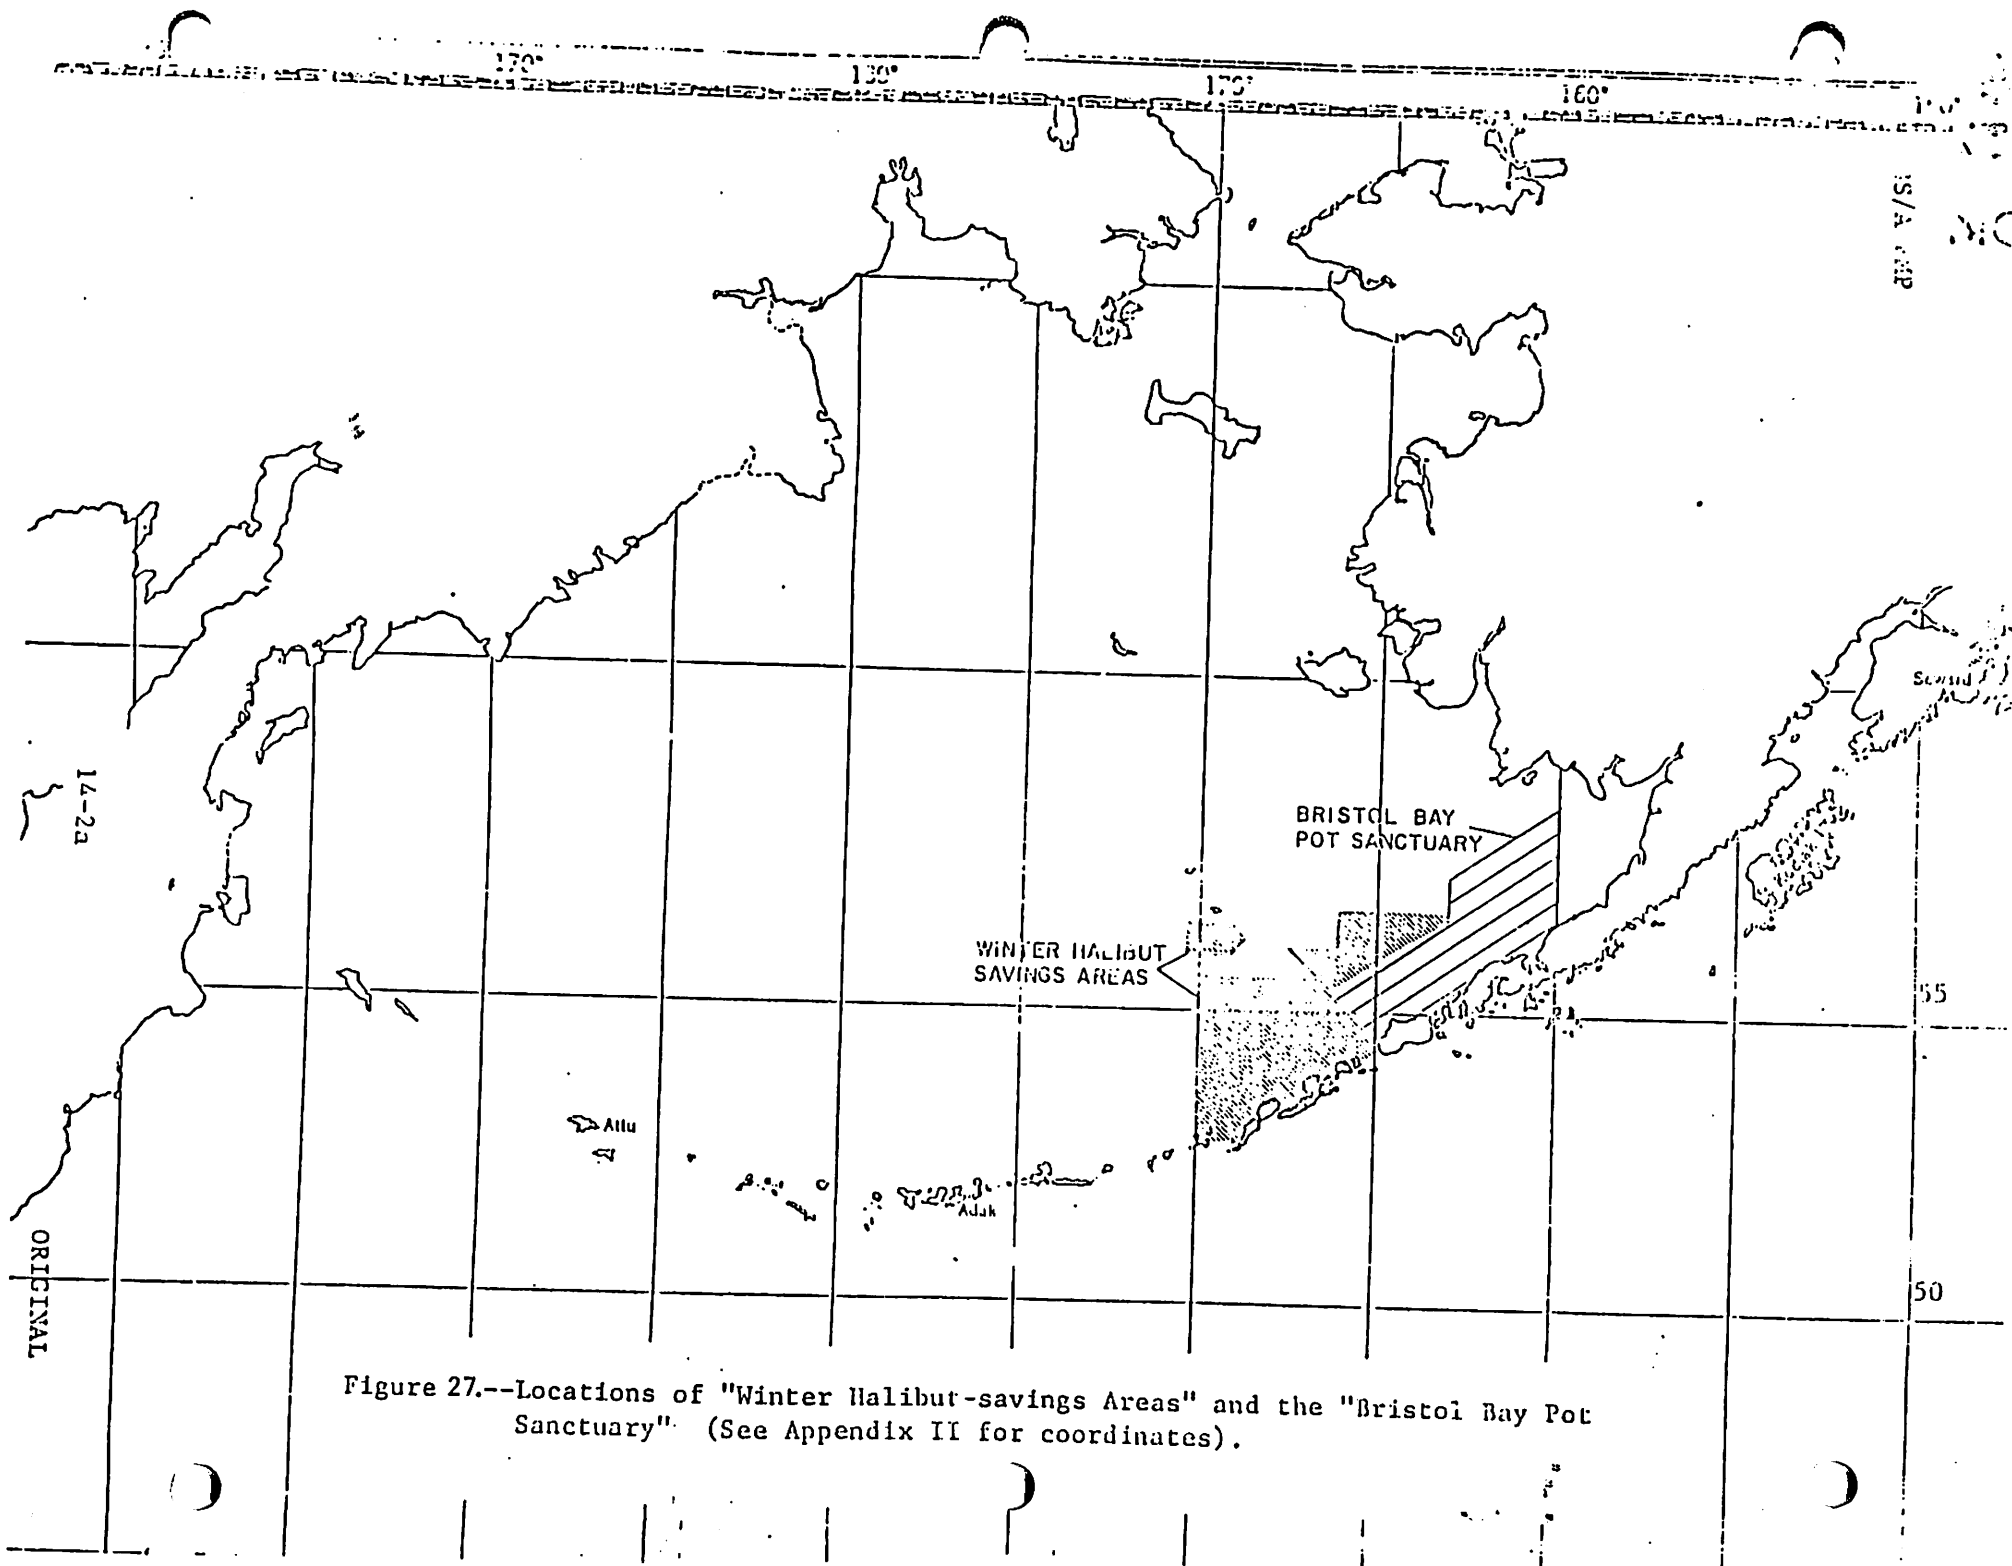 170°
180°
170°
160°
BRISTOL BAY
POT SANCTUARY
WINTER HALIBUT
SAVINGS AREAS
Seward
55
Attu
Adak
50
14-2a
ORIGINAL
Figure 27.--Locations of "Winter Halibut-savings Areas" and the "Bristol Bay Pot
Sanctuary" (See Appendix II for coordinates).